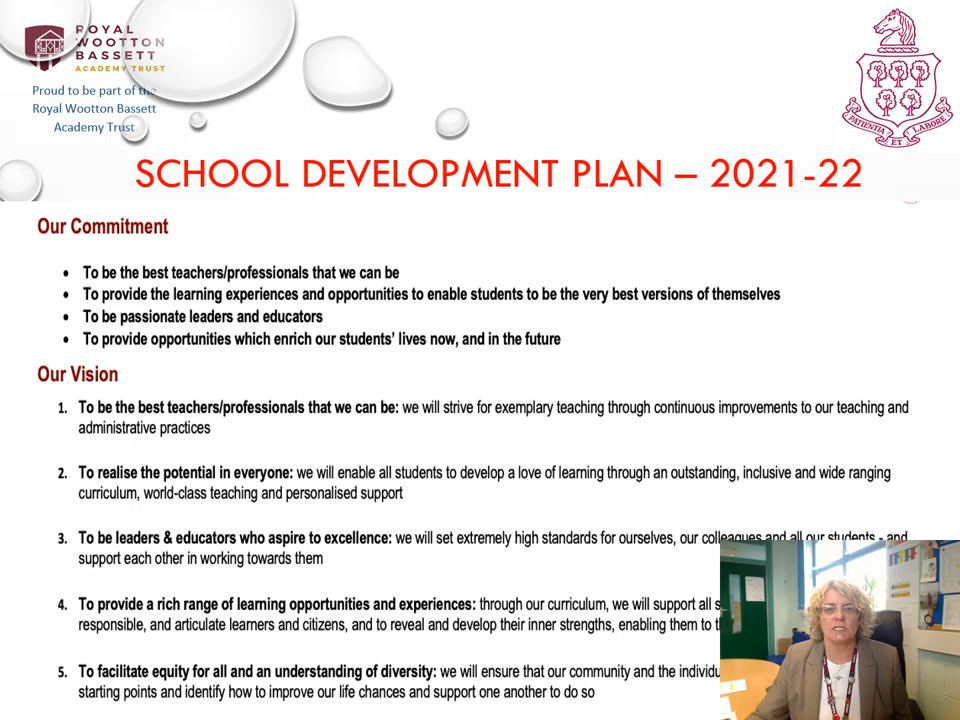 ROYAL
WOOTTON
BASSETT
ACADEMY TRUST
Proud to be part of the
Royal Wootton Bassett
Academy Trust
PATIENTIA ET LABORE
SCHOOL DEVELOPMENT PLAN – 2021-22
Our Commitment
• To be the best teachers/professionals that we can be
• To provide the learning experiences and opportunities to enable students to be the very best versions of themselves
• To be passionate leaders and educators
• To provide opportunities which enrich our students’ lives now, and in the future
Our Vision
1. To be the best teachers/professionals that we can be: we will strive for exemplary teaching through continuous improvements to our teaching and
administrative practices
2. To realise the potential in everyone: we will enable all students to develop a love of learning through an outstanding, inclusive and wide ranging
curriculum, world-class teaching and personalised support
3. To be leaders & educators who aspire to excellence: we will set extremely high standards for ourselves, our colleagues and all our students - and
support each other in working towards them
4. To provide a rich range of learning opportunities and experiences: through our curriculum, we will support all
responsible, and articulate learners and citizens, and to reveal and develop their inner strengths, enabling them to
5. To facilitate equity for all and an understanding of diversity: we will ensure that our community and the
starting points and identify how to improve our life chances and support one another to do so